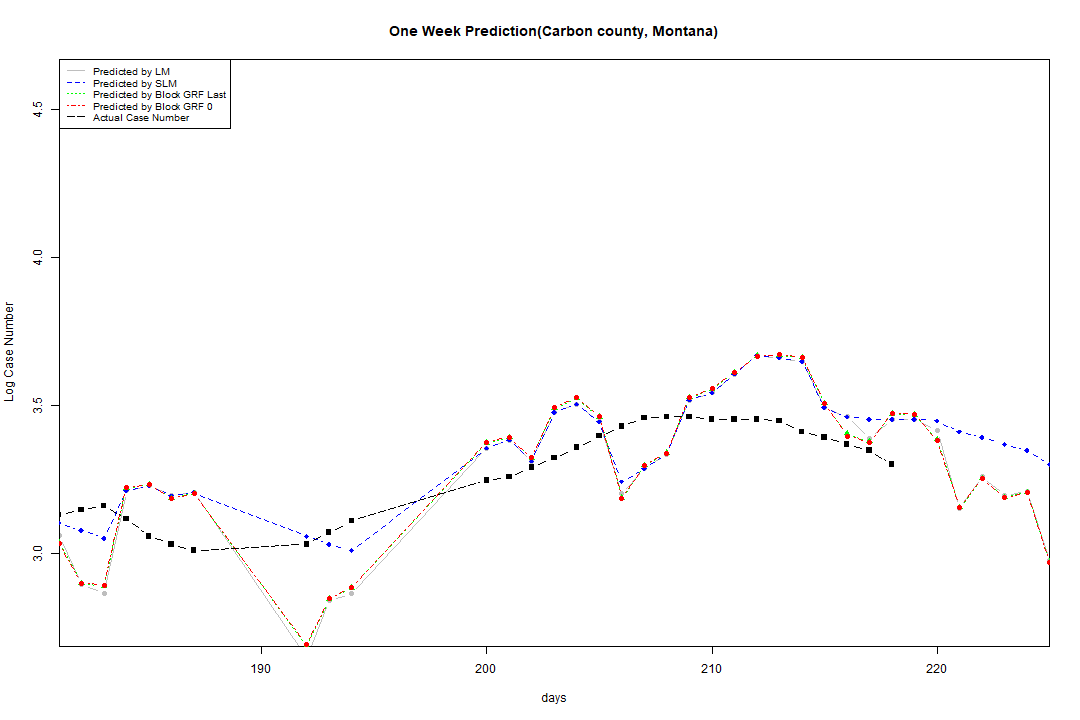 One Week Prediction(Carbon county, Montana)
Predicted by LM
Predicted by SLM
Predicted by Block GRF Last
Predicted by Block GRF 0
Actual Case Number
4.5
4.0
3.5
3.0
Log Case Number
190 200 210 220
days